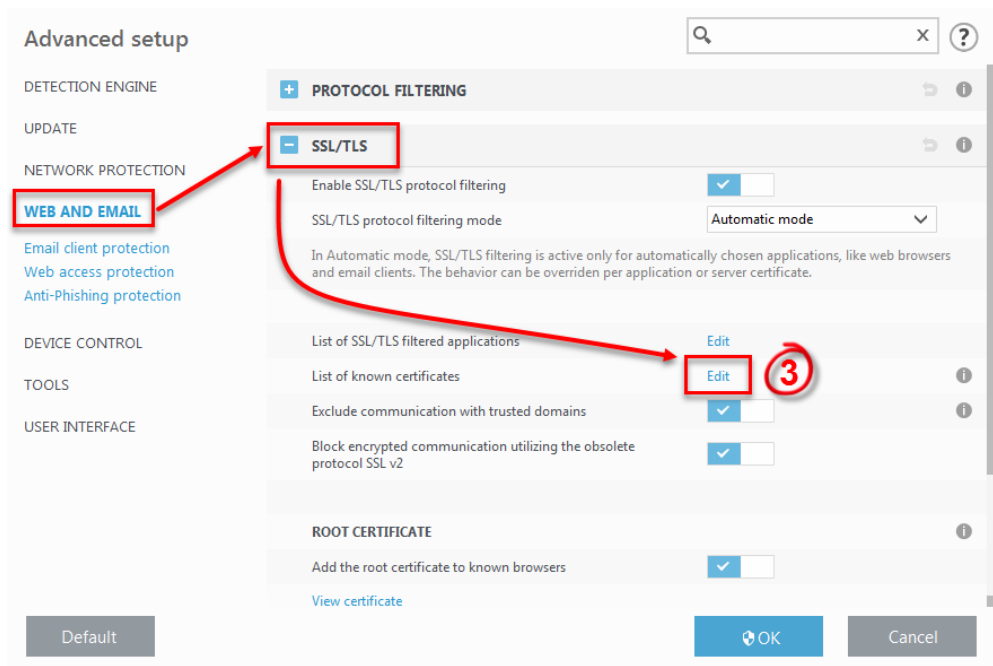 Advanced setup
X
?
DETECTION ENGINE
UPDATE
NETWORK PROTECTION
WEB AND EMAIL
Email client protection
Web access protection
Anti-Phishing protection
DEVICE CONTROL
TOOLS
USER INTERFACE
PROTOCOL FILTERING
SSL/TLS
Enable SSL/TLS protocol filtering
SSL/TLS protocol filtering mode
Automatic mode
In Automatic mode, SSL/TLS filtering is active only for automatically chosen applications, like web browsers
and email clients. The behavior can be overriden per application or server certificate.
List of SSL/TLS filtered applications
Edit
List of known certificates
Edit
3
Exclude communication with trusted domains
Block encrypted communication utilizing the obsolete
protocol SSL v2
ROOT CERTIFICATE
Add the root certificate to known browsers
View certificate
Default
OK
Cancel